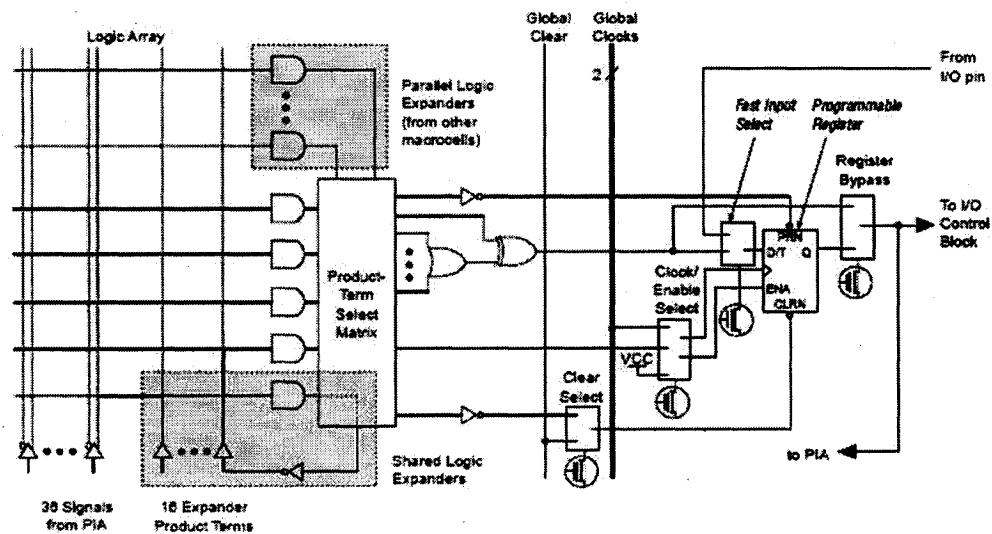 Logic Array
Global
Clear
Global
Clocks
2
From
I/O pin
Parallel Logic
Expanders
(from other
macrocells)
Fast Input
Select
Programmable
Register
Register
Bypass
To I/O
Control
Block
PRN
D/T Q
ENA
CLRN
Clock/
Enable
Select
VCC
Product-
Term
Select
Matrix
Clear
Select
to PIA
Shared Logic
Expanders
36 Signals
from PIA
16 Expander
Product Terms